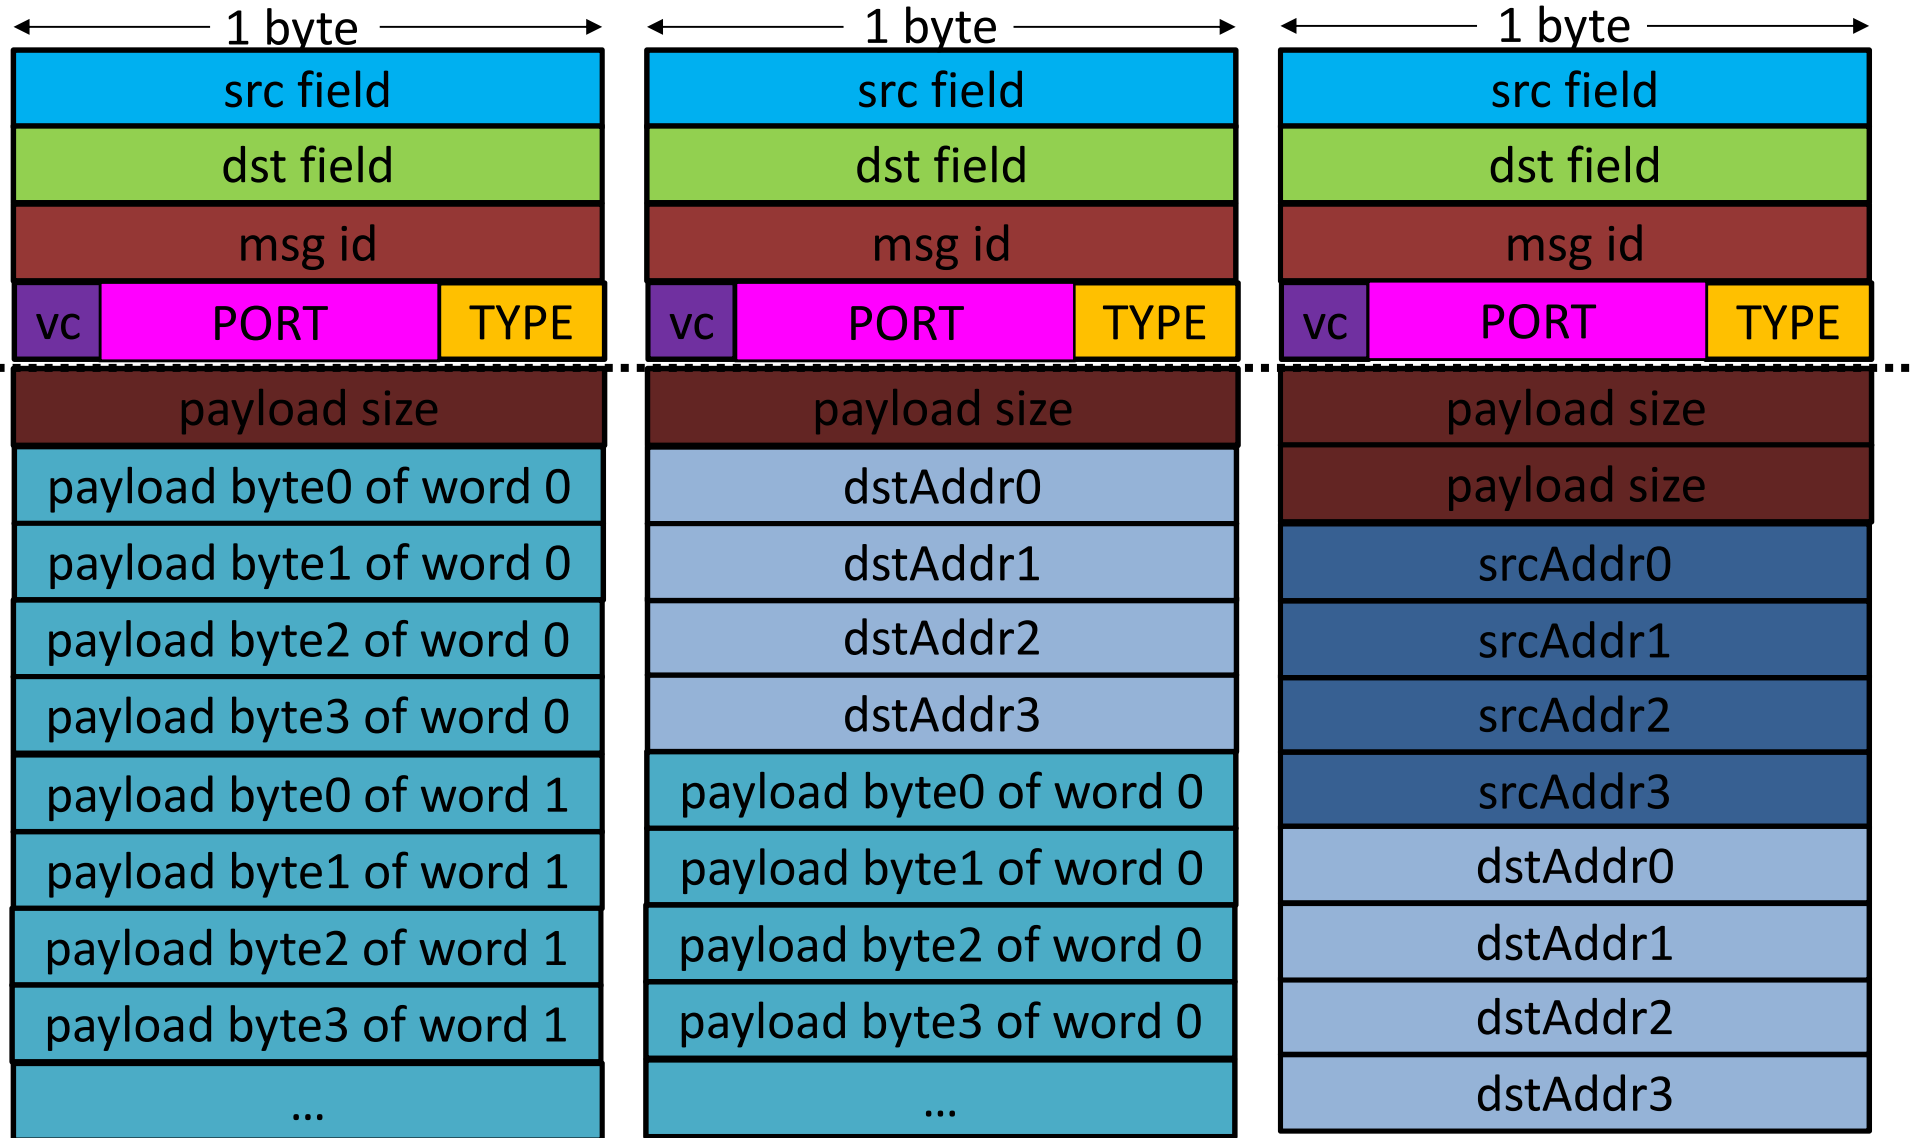 1 byte
src field
dst field
msg id
vc PORT TYPE
payload size
payload byte0 of word 0
payload byte1 of word 0
payload byte2 of word 0
payload byte3 of word 0
payload byte0 of word 1
payload byte1 of word 1
payload byte2 of word 1
payload byte3 of word 1
...
1 byte
src field
dst field
msg id
vc PORT TYPE
payload size
dstAddr0
dstAddr1
dstAddr2
dstAddr3
payload byte0 of word 0
payload byte1 of word 0
payload byte2 of word 0
payload byte3 of word 0
...
1 byte
src field
dst field
msg id
vc PORT TYPE
payload size
payload size
srcAddr0
srcAddr1
srcAddr2
srcAddr3
dstAddr0
dstAddr1
dstAddr2
dstAddr3